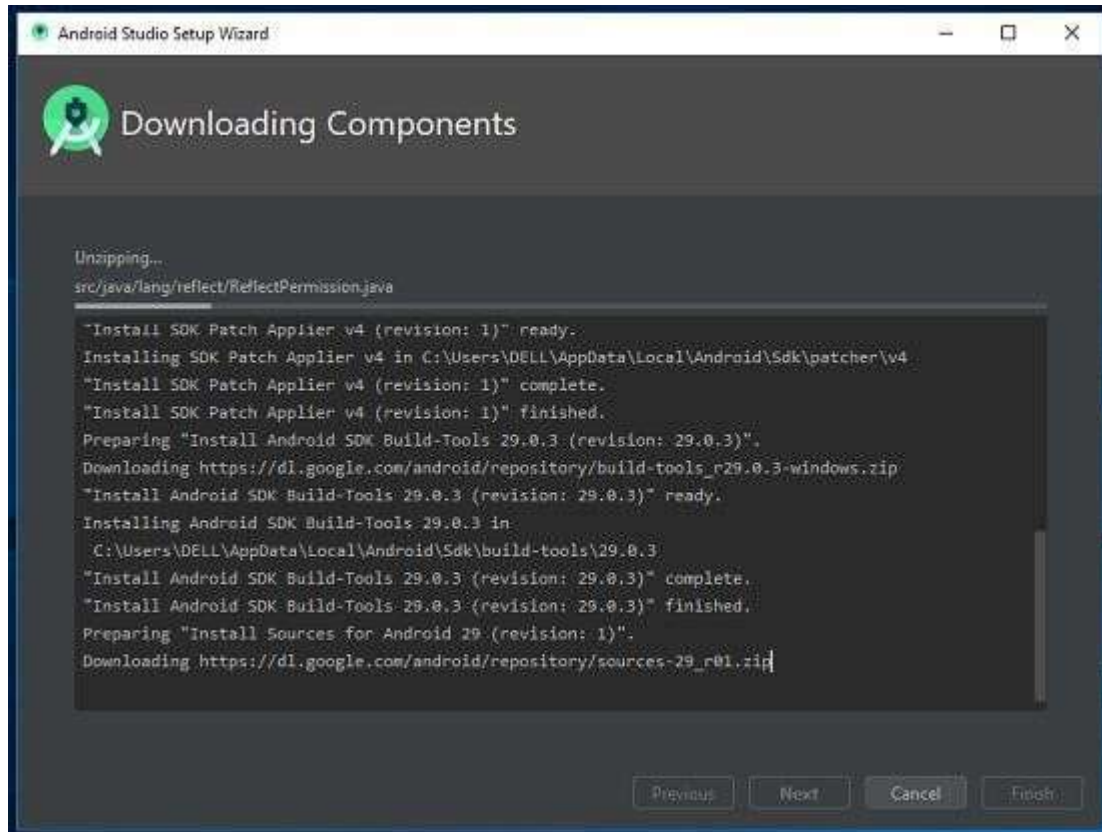 Android Studio Setup Wizard
Downloading Components
Unzipping...
src/java/lang/reflect/ReflectPermission.java
"Install SDK Patch Applier v4 (revision: 1)" ready.
Installing SDK Patch Applier v4 in C:\Users\DELL\AppData\Local\Android\Sdk\patcher\v4
"Install SDK Patch Applier v4 (revision: 1)" complete.
"Install SDK Patch Applier v4 (revision: 1)" finished.
Preparing "Install Android SDK Build-Tools 29.0.3 (revision: 29.0.3)".
Downloading https://dl.google.com/android/repository/build-tools_r29.0.3-windows.zip
"Install Android SDK Build-Tools 29.0.3 (revision: 29.0.3)" ready.
Installing Android SDK Build-Tools 29.0.3 in
C:\Users\DELL\AppData\Local\Android\Sdk\build-tools\29.0.3
"Install Android SDK Build-Tools 29.0.3 (revision: 29.0.3)" complete.
"Install Android SDK Build-Tools 29.0.3 (revision: 29.0.3)" finished.
Preparing "Install Sources for Android 29 (revision: 1)".
Downloading https://dl.google.com/android/repository/sources-29_r01.zip
Previous Next Cancel Finish